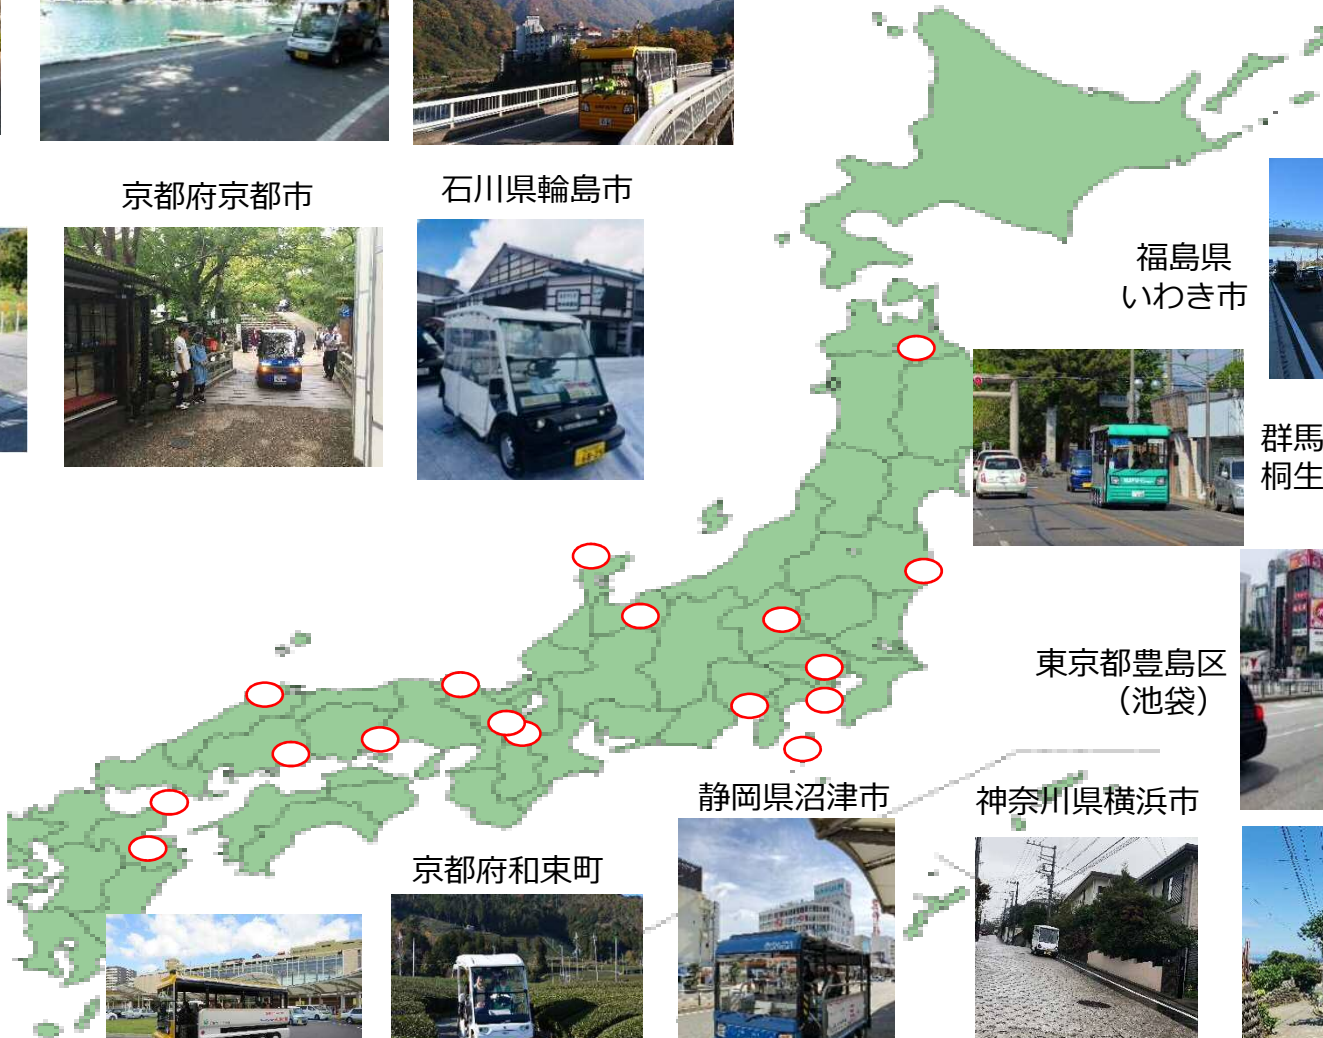 京都府京都市
石川県輪島市
福島県
いわき市
群馬
桐生
東京都豊島区
（池袋）
静岡県沼津市
神奈川県横浜市
京都府和束町